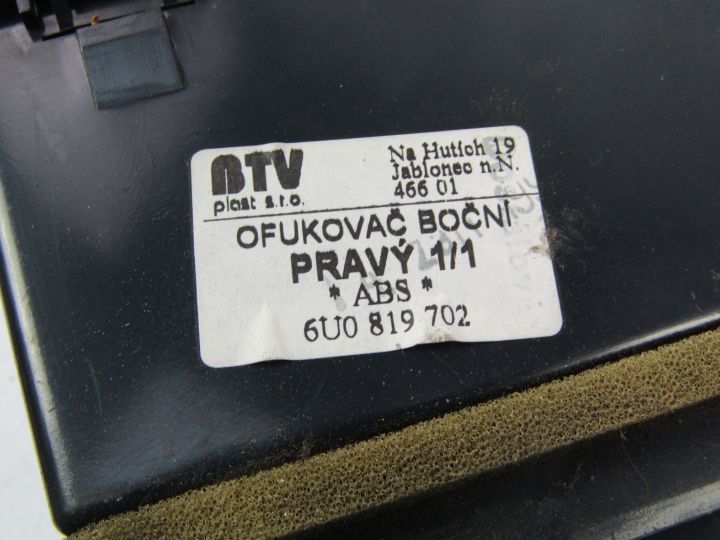 BTV
plast s.r.o.
Na Hutích 19
Jablonec n.N.
466 01
OFUKOVAČ BOČNÍ
PRAVÝ 1/1
* ABS *
6U0 819 702